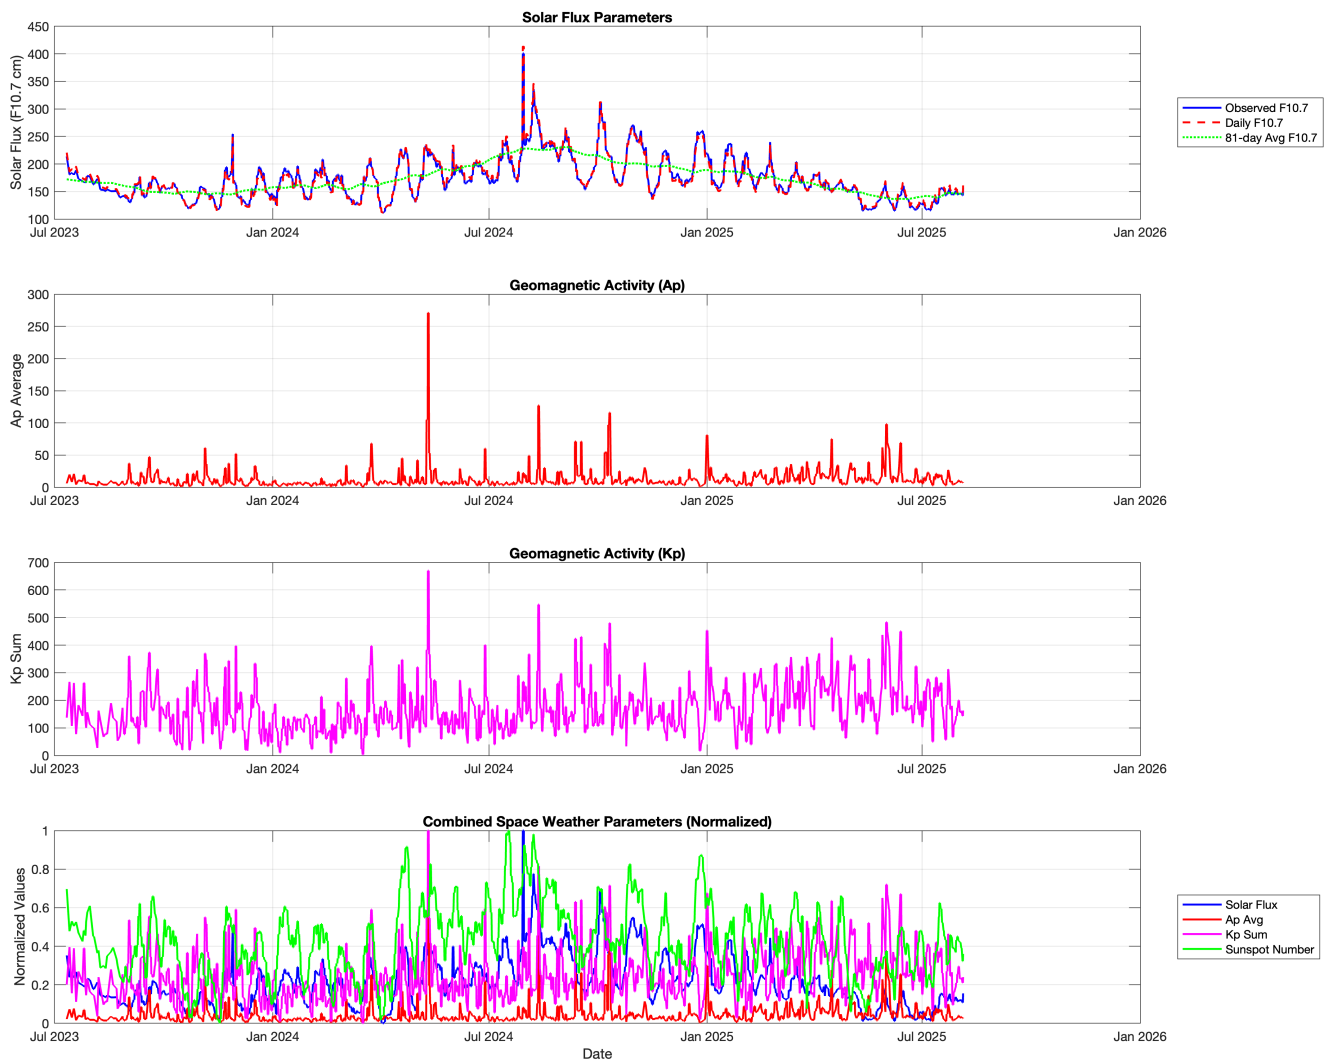 Solar Flux Parameters
Solar Flux (F10.7 cm)
450
400
350
300
250
200
150
100
Jul 2023 Jan 2024 Jul 2024 Jan 2025 Jul 2025 Jan 2026
Observed F10.7
Daily F10.7
81-day Avg F10.7
Geomagnetic Activity (Ap)
Ap Average
300
250
200
150
100
50
0
Jul 2023 Jan 2024 Jul 2024 Jan 2025 Jul 2025 Jan 2026
Geomagnetic Activity (Kp)
Kp Sum
700
600
500
400
300
200
100
0
Jul 2023 Jan 2024 Jul 2024 Jan 2025 Jul 2025 Jan 2026
Combined Space Weather Parameters (Normalized)
Normalized Values
1
0.8
0.6
0.4
0.2
0
Jul 2023 Jan 2024 Jul 2024 Jan 2025 Jul 2025 Jan 2026
Date
Solar Flux
Ap Avg
Kp Sum
Sunspot Number